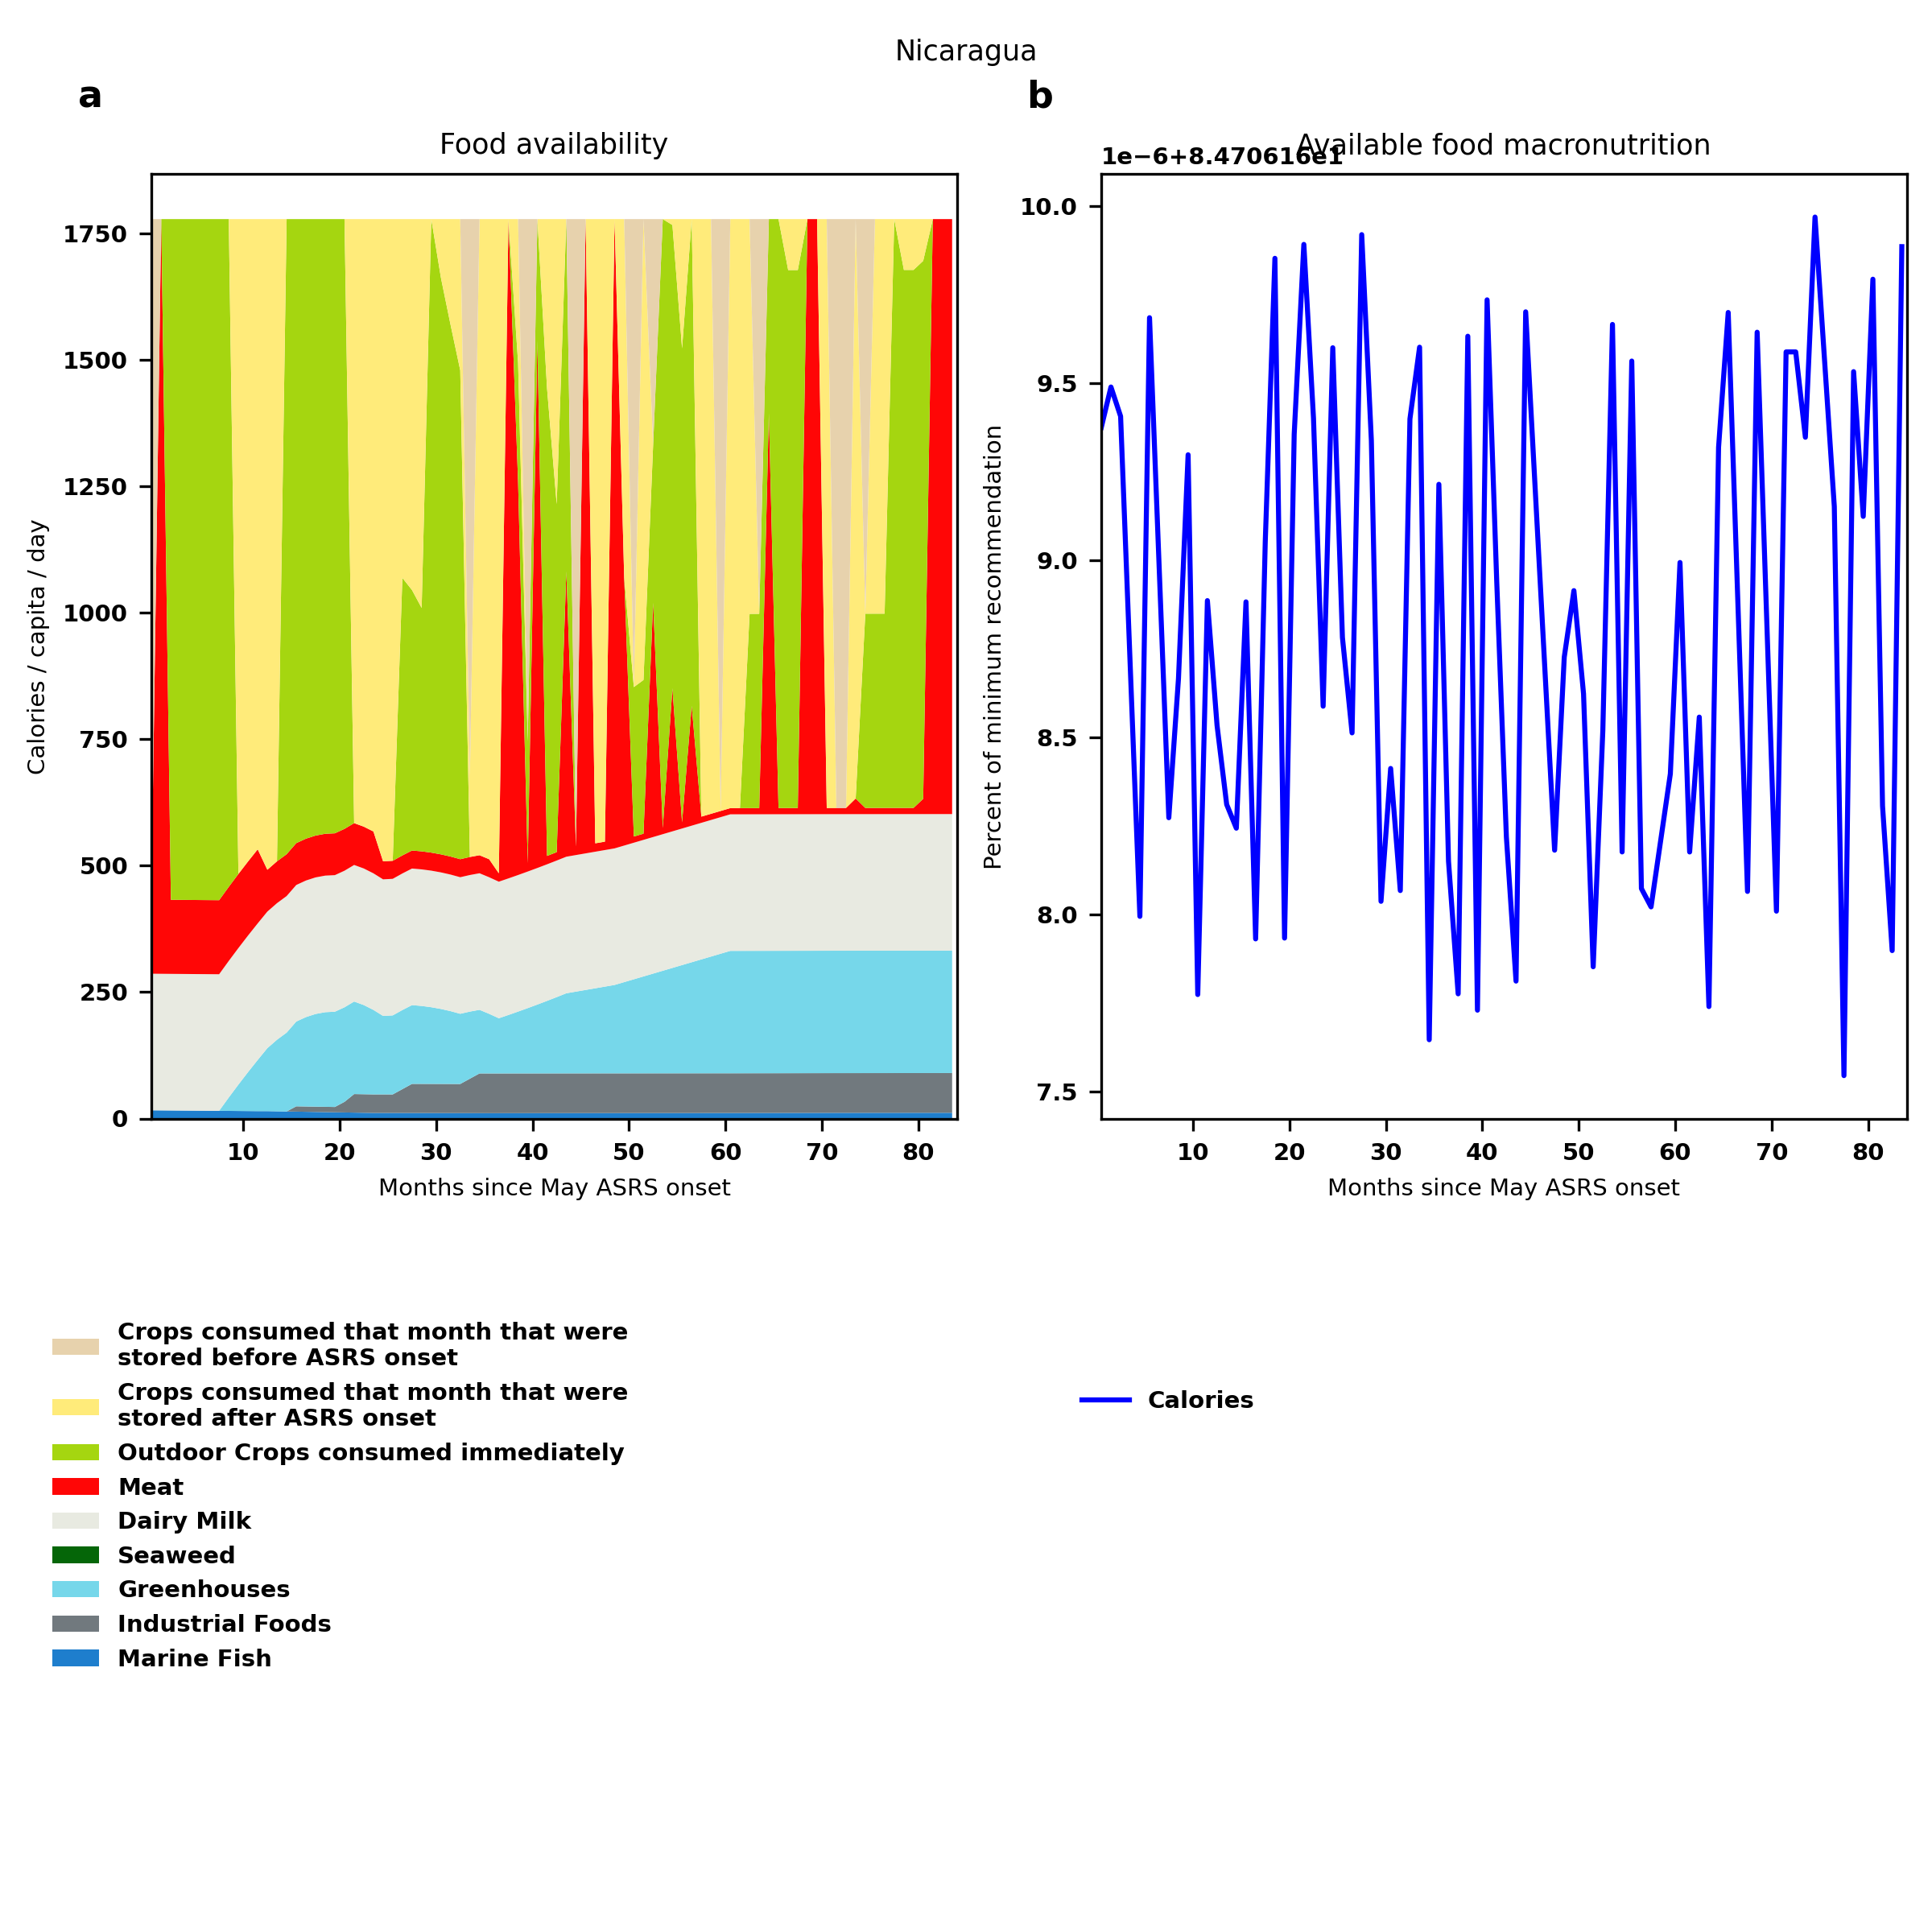 Nicaragua
a
Food availability
1750
1500
1250
1000
750
500
250
0
Calories / capita / day
10 20 30 40 50 60 70 80
Months since May ASRS onset
b
Available food macronutrition
1e−6+8.470616e1
10.0
9.5
9.0
8.5
8.0
7.5
Percent of minimum recommendation
10 20 30 40 50 60 70 80
Months since May ASRS onset
Crops consumed that month that were
stored before ASRS onset
Crops consumed that month that were
stored after ASRS onset
Outdoor Crops consumed immediately
Meat
Dairy Milk
Seaweed
Greenhouses
Industrial Foods
Marine Fish
Calories